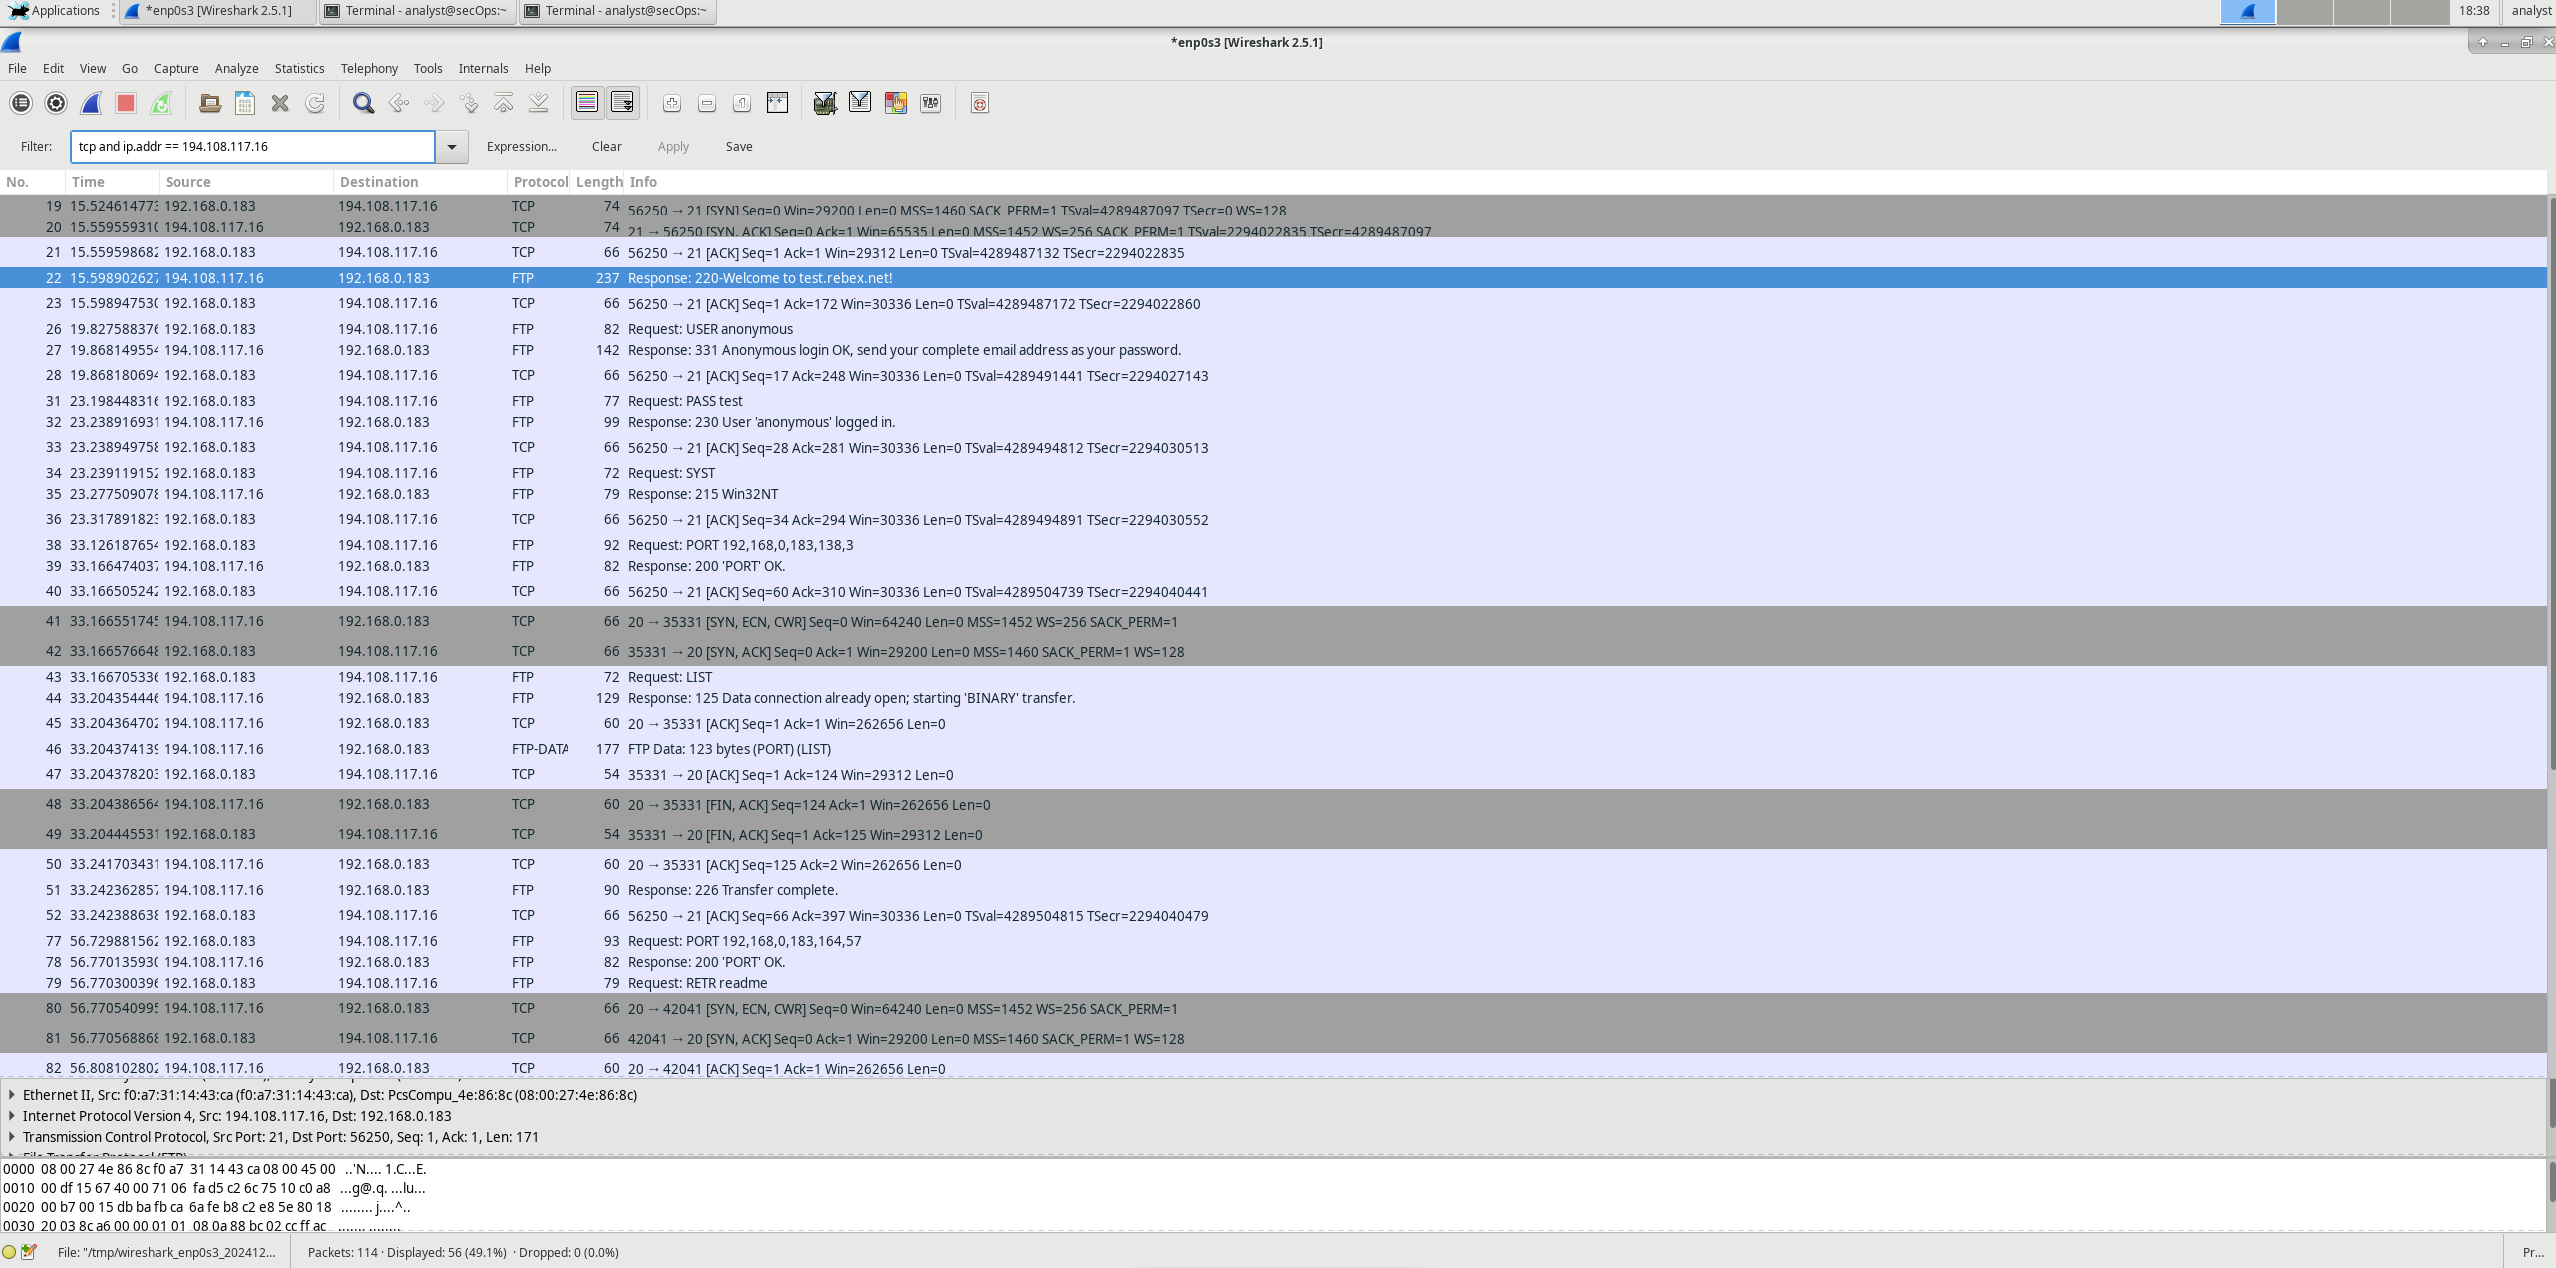 Applications *enp0s3 [Wireshark 2.5.1] Terminal - analyst@secOps:~ Terminal - analyst@secOps:~ 18:38 analyst
*enp0s3 [Wireshark 2.5.1]
File Edit View Go Capture Analyze Statistics Telephony Tools Internals Help
Filter: tcp and ip.addr == 194.108.117.16 Expression... Clear Apply Save
No. Time Source Destination Protocol Length Info
19 15.524614773 192.168.0.183 194.108.117.16 TCP 74 56250 → 21 [SYN] Seq=0 Win=29200 Len=0 MSS=1460 SACK_PERM=1 TSval=4289487097 TSecr=0 WS=128
20 15.559559310 194.108.117.16 192.168.0.183 TCP 74 21 → 56250 [SYN, ACK] Seq=0 Ack=1 Win=65535 Len=0 MSS=1452 WS=256 SACK_PERM=1 TSval=2294022835 TSecr=4289487097
21 15.559598682 192.168.0.183 194.108.117.16 TCP 66 56250 → 21 [ACK] Seq=1 Ack=1 Win=29312 Len=0 TSval=4289487132 TSecr=2294022835
22 15.598902627 194.108.117.16 192.168.0.183 FTP 237 Response: 220-Welcome to test.rebex.net!
23 15.598947530 192.168.0.183 194.108.117.16 TCP 66 56250 → 21 [ACK] Seq=1 Ack=172 Win=30336 Len=0 TSval=4289487172 TSecr=2294022860
26 19.827588376 192.168.0.183 194.108.117.16 FTP 82 Request: USER anonymous
27 19.868149554 194.108.117.16 192.168.0.183 FTP 142 Response: 331 Anonymous login OK, send your complete email address as your password.
28 19.868180694 192.168.0.183 194.108.117.16 TCP 66 56250 → 21 [ACK] Seq=17 Ack=248 Win=30336 Len=0 TSval=4289491441 TSecr=2294027143
31 23.198448316 192.168.0.183 194.108.117.16 FTP 77 Request: PASS test
32 23.238916931 194.108.117.16 192.168.0.183 FTP 99 Response: 230 User 'anonymous' logged in.
33 23.238949758 192.168.0.183 194.108.117.16 TCP 66 56250 → 21 [ACK] Seq=28 Ack=281 Win=30336 Len=0 TSval=4289494812 TSecr=2294030513
34 23.239119152 192.168.0.183 194.108.117.16 FTP 72 Request: SYST
35 23.277509078 194.108.117.16 192.168.0.183 FTP 79 Response: 215 Win32NT
36 23.317891823 192.168.0.183 194.108.117.16 TCP 66 56250 → 21 [ACK] Seq=34 Ack=294 Win=30336 Len=0 TSval=4289494891 TSecr=2294030552
38 33.126187654 192.168.0.183 194.108.117.16 FTP 92 Request: PORT 192,168,0,183,138,3
39 33.166474037 194.108.117.16 192.168.0.183 FTP 82 Response: 200 'PORT' OK.
40 33.166505242 192.168.0.183 194.108.117.16 TCP 66 56250 → 21 [ACK] Seq=60 Ack=310 Win=30336 Len=0 TSval=4289504739 TSecr=2294040441
41 33.166551745 194.108.117.16 192.168.0.183 TCP 66 20 → 35331 [SYN, ECN, CWR] Seq=0 Win=64240 Len=0 MSS=1452 WS=256 SACK_PERM=1
42 33.166576648 192.168.0.183 194.108.117.16 TCP 66 35331 → 20 [SYN, ACK] Seq=0 Ack=1 Win=29200 Len=0 MSS=1460 SACK_PERM=1 WS=128
43 33.166705336 192.168.0.183 194.108.117.16 FTP 72 Request: LIST
44 33.204354446 194.108.117.16 192.168.0.183 FTP 129 Response: 125 Data connection already open; starting 'BINARY' transfer.
45 33.204364702 194.108.117.16 192.168.0.183 TCP 60 20 → 35331 [ACK] Seq=1 Ack=1 Win=262656 Len=0
46 33.204374139 194.108.117.16 192.168.0.183 FTP-DATA 177 FTP Data: 123 bytes (PORT) (LIST)
47 33.204378203 192.168.0.183 194.108.117.16 TCP 54 35331 → 20 [ACK] Seq=1 Ack=124 Win=29312 Len=0
48 33.204386564 194.108.117.16 192.168.0.183 TCP 60 20 → 35331 [FIN, ACK] Seq=124 Ack=1 Win=262656 Len=0
49 33.204445531 192.168.0.183 194.108.117.16 TCP 54 35331 → 20 [FIN, ACK] Seq=1 Ack=125 Win=29312 Len=0
50 33.241703431 194.108.117.16 192.168.0.183 TCP 60 20 → 35331 [ACK] Seq=125 Ack=2 Win=262656 Len=0
51 33.242362857 194.108.117.16 192.168.0.183 FTP 90 Response: 226 Transfer complete.
52 33.242388638 192.168.0.183 194.108.117.16 TCP 66 56250 → 21 [ACK] Seq=66 Ack=397 Win=30336 Len=0 TSval=4289504815 TSecr=2294040479
77 56.729881562 192.168.0.183 194.108.117.16 FTP 93 Request: PORT 192,168,0,183,164,57
78 56.770135930 194.108.117.16 192.168.0.183 FTP 82 Response: 200 'PORT' OK.
79 56.770300396 192.168.0.183 194.108.117.16 FTP 79 Request: RETR readme
80 56.770540995 194.108.117.16 192.168.0.183 TCP 66 20 → 42041 [SYN, ECN, CWR] Seq=0 Win=64240 Len=0 MSS=1452 WS=256 SACK_PERM=1
81 56.770568868 192.168.0.183 194.108.117.16 TCP 66 42041 → 20 [SYN, ACK] Seq=0 Ack=1 Win=29200 Len=0 MSS=1460 SACK_PERM=1 WS=128
82 56.808102802 194.108.117.16 192.168.0.183 TCP 60 20 → 42041 [ACK] Seq=1 Ack=1 Win=262656 Len=0
Ethernet II, Src: f0:a7:31:14:43:ca (f0:a7:31:14:43:ca), Dst: PcsCompu_4e:86:8c (08:00:27:4e:86:8c)
Internet Protocol Version 4, Src: 194.108.117.16, Dst: 192.168.0.183
Transmission Control Protocol, Src Port: 21, Dst Port: 56250, Seq: 1, Ack: 1, Len: 171
File Transfer Protocol (FTP)
0000 08 00 27 4e 86 8c f0 a7 31 14 43 ca 08 00 45 00 ..'N.... 1.C...E.
0010 00 df 15 67 40 00 71 06 fa d5 c2 6c 75 10 c0 a8 ...g@.q. ...lu...
0020 00 b7 00 15 db ba fb ca 6a fe b8 c2 e8 5e 80 18 ........ j....^..
0030 20 03 8c a6 00 00 01 01 08 0a 88 bc 02 cc ff ac ....... ........
File: "/tmp/wireshark_enp0s3_202412... Packets: 114 · Displayed: 56 (49.1%) · Dropped: 0 (0.0%) Pr...